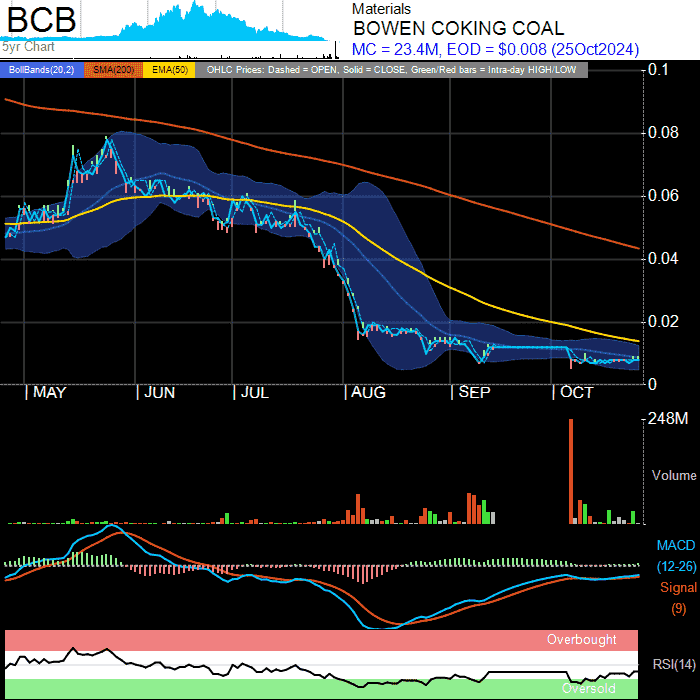 BCB
5yr Chart
Materials
BOWEN COKING COAL
MC = 23.4M, EOD = $0.008 (25Oct2024)
BollBands(20,2) SMA(200) EMA(50) OHLC Prices: Dashed = OPEN, Solid = CLOSE, Green/Red bars = Intra-day HIGH/LOW
0.1
0.08
0.06
0.04
0.02
0
MAY JUN JUL AUG SEP OCT
248M
Volume
MACD
(12-26)
Signal
(9)
Overbought
RSI(14)
Oversold